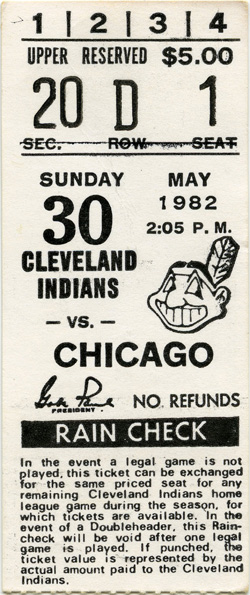 1 | 2 | 3 | 4
UPPER RESERVED $5.00
20 D 1
SEC. ROW SEAT
SUNDAY MAY
30 1982
2:05 P. M.
CLEVELAND
INDIANS
— VS. —
CHICAGO
PRESIDENT NO REFUNDS
RAIN CHECK
In the event a legal game is not
played, this ticket can be exchanged
for the same priced seat for any
remaining Cleveland Indians home
league game during the season, for
which tickets are available. In the
event of a Doubleheader, this Rain-
check will be void after one legal
game is played. If punched, the
ticket value is represented by the
actual amount paid to the Cleveland
Indians.